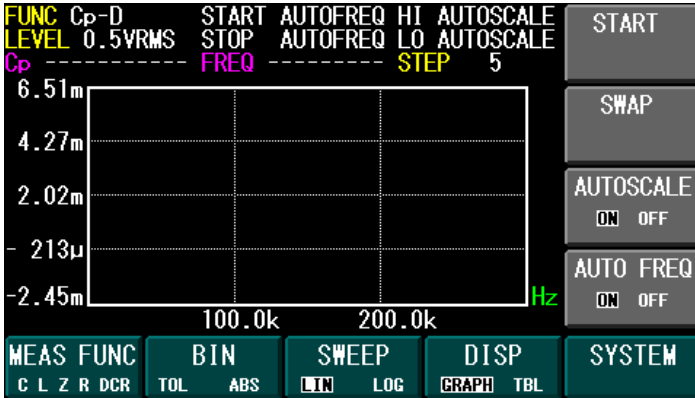 FUNC Cp-D START AUTOFREQ HI AUTOSCALE
LEVEL 0.5VRMS STOP AUTOFREQ LO AUTOSCALE
Cp ----------- FREQ --------- STEP 5
6.51m
4.27m
2.02m
- 213µ
-2.45m
Hz
100.0k 200.0k
START
SWAP
AUTOSCALE
ON OFF
AUTO FREQ
ON OFF
MEAS FUNC BIN SWEEP DISP SYSTEM
C L Z R DCR TOL ABS LIN LOG GRAPH TBL